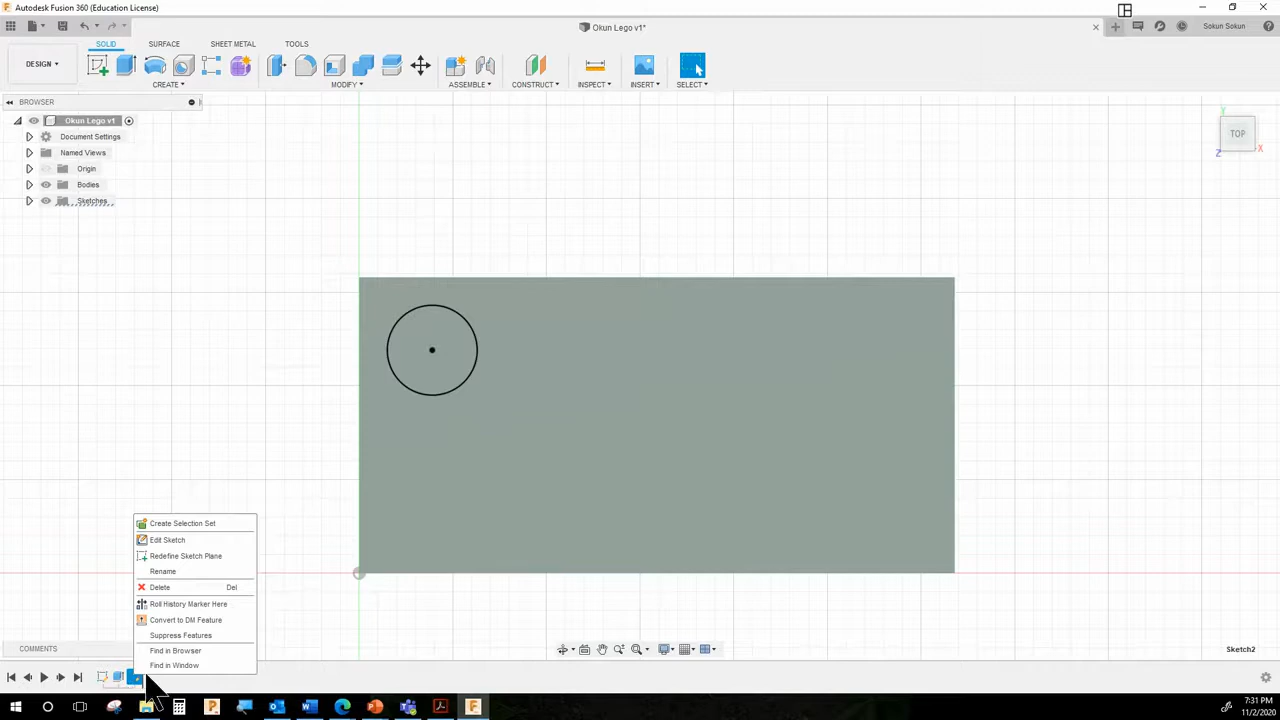 Autodesk Fusion 360 (Education License)
Okun Lego v1*
Sokun Sokun
DESIGN
SOLID
SURFACE
SHEET METAL
TOOLS
CREATE
MODIFY
ASSEMBLE
CONSTRUCT
INSPECT
INSERT
SELECT
BROWSER
Okun Lego v1
Document Settings
Named Views
Origin
Bodies
Sketches
Y
TOP
X
Z
Create Selection Set
Edit Sketch
Redefine Sketch Plane
Rename
Delete Del
Roll History Marker Here
Convert to DM Feature
Suppress Features
Find in Browser
Find in Window
COMMENTS
Sketch2
7:31 PM
11/2/2020